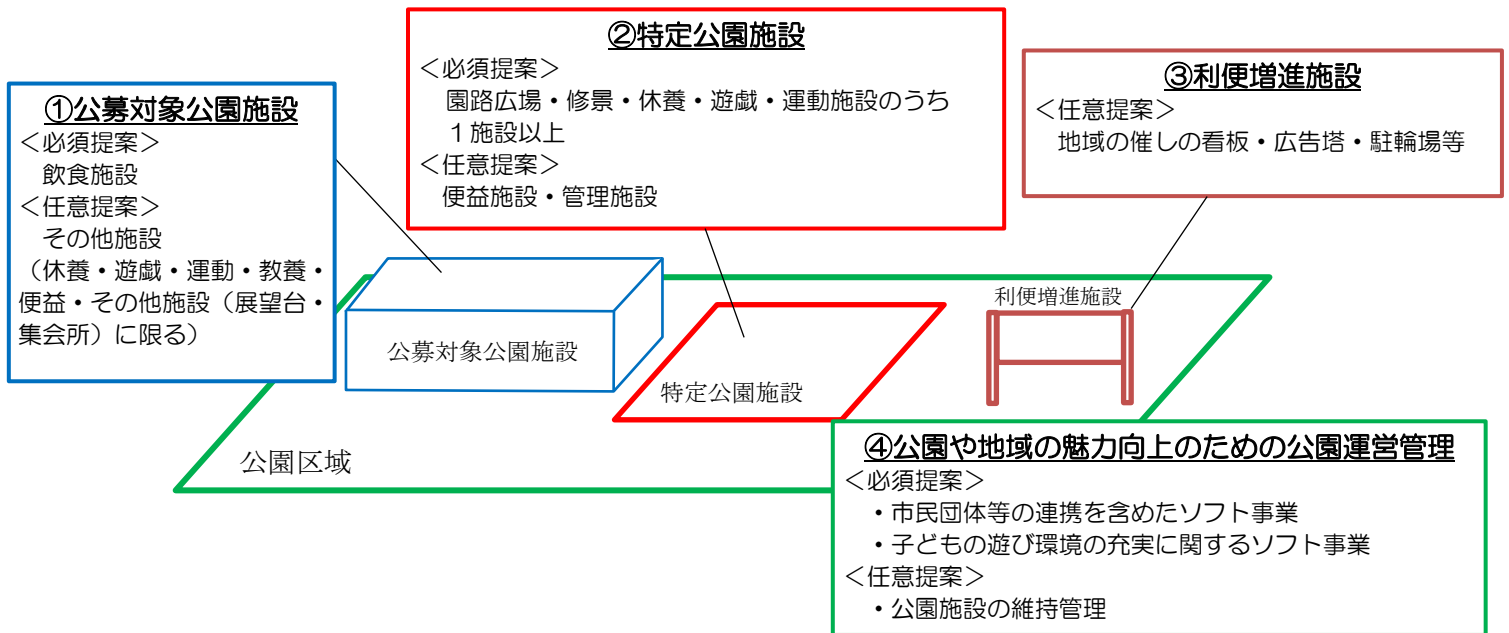 ①公募対象公園施設
＜必須提案＞
飲食施設
＜任意提案＞
その他施設
（休養・遊戯・運動・教養・
便益・その他施設（展望台・
集会所）に限る）
②特定公園施設
＜必須提案＞
園路広場・修景・休養・遊戯・運動施設のうち
１施設以上
＜任意提案＞
便益施設・管理施設
③利便増進施設
＜任意提案＞
地域の催しの看板・広告塔・駐輪場等
公募対象公園施設
特定公園施設
利便増進施設
公園区域
④公園や地域の魅力向上のための公園運営管理
＜必須提案＞
・市民団体等の連携を含めたソフト事業
・子どもの遊び環境の充実に関するソフト事業
＜任意提案＞
・公園施設の維持管理